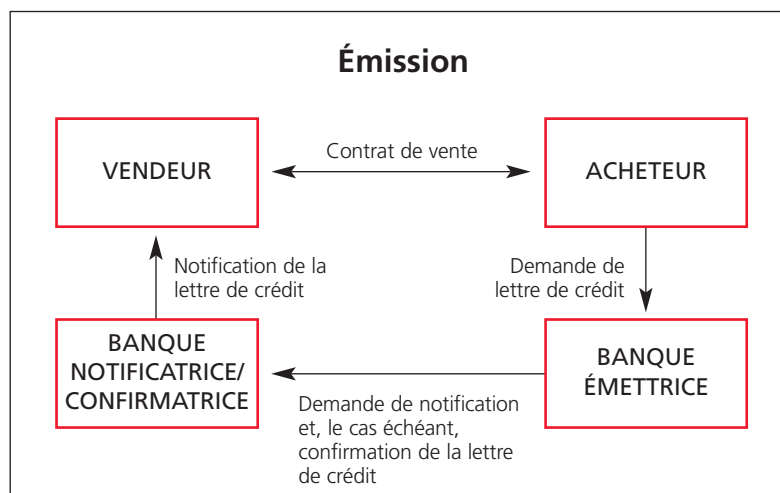 Émission
VENDEUR
Contrat de vente
ACHETEUR
Notification de la
lettre de crédit
Demande de
lettre de crédit
BANQUE
NOTIFICATRICE/
CONFIRMATRICE
BANQUE
ÉMETTRICE
Demande de notification
et, le cas échéant,
confirmation de la lettre
de crédit